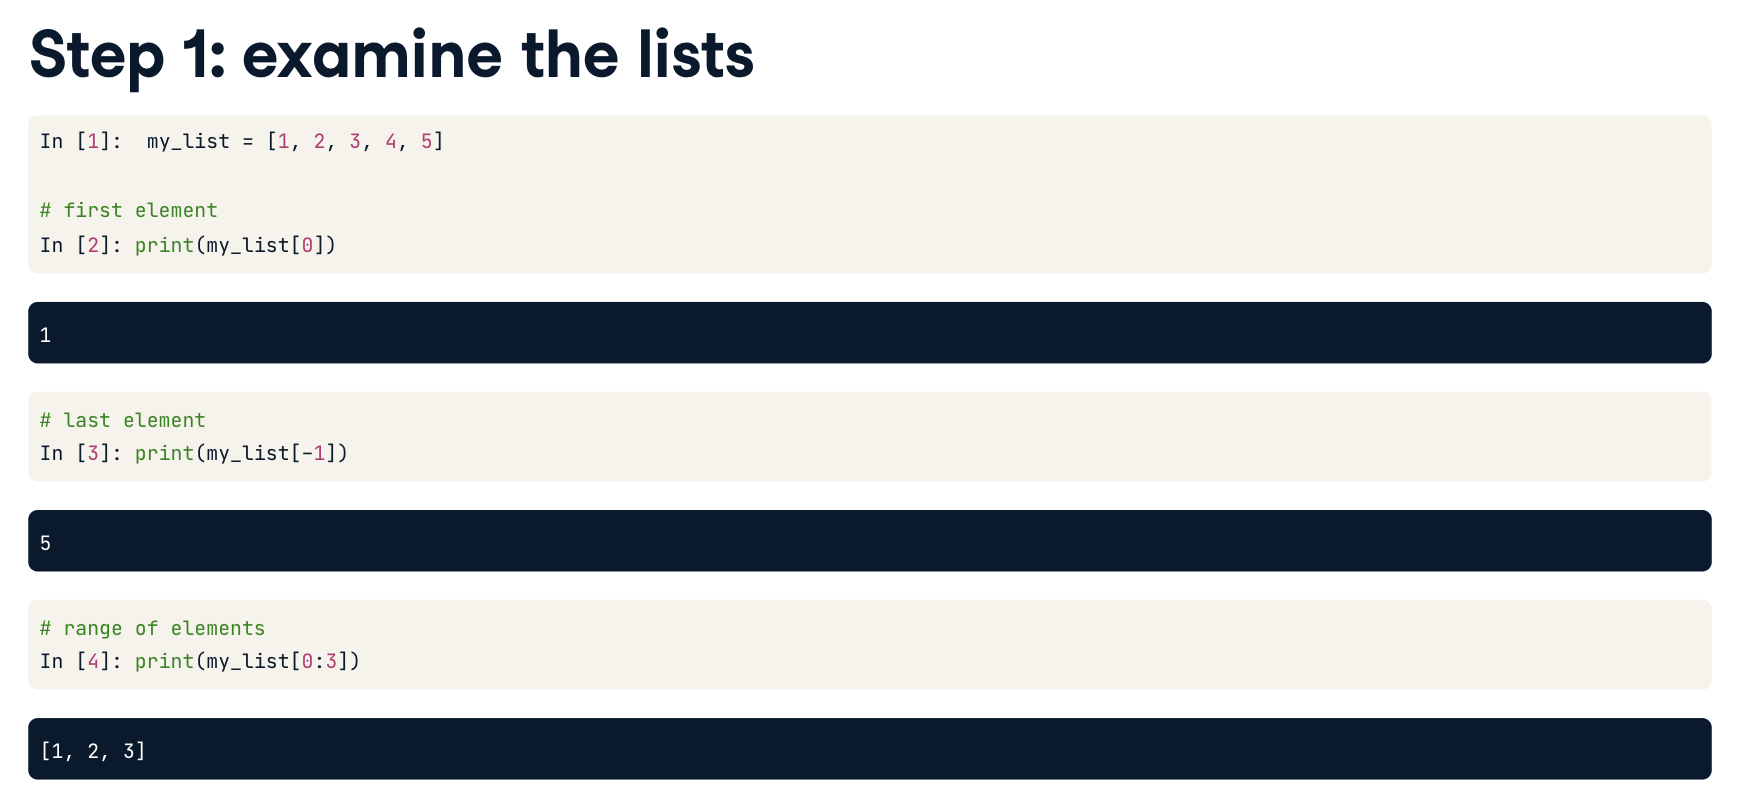 Step 1: examine the lists
In [1]:  my_list = [1, 2, 3, 4, 5]
# first element
In [2]: print(my_list[0])
1
# last element
In [3]: print(my_list[-1])
5
# range of elements
In [4]: print(my_list[0:3])
[1, 2, 3]